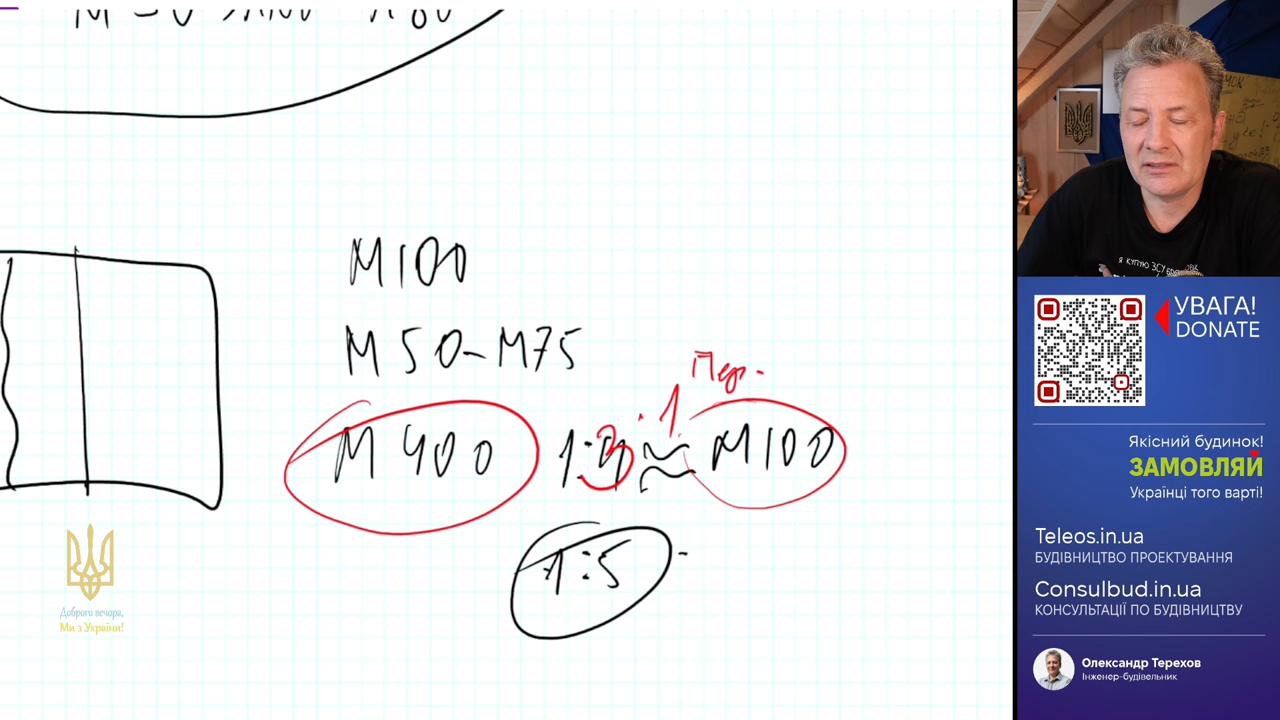 M100
M50-M75
Пер.
M400 1:3:1 ≈ M100
1:5
Доброго вечора,
Ми з України!
УВАГА!
DONATE
Якісний будинок!
ЗАМОВЛЯЙ
Українці того варті!
Teleos.in.ua
БУДІВНИЦТВО ПРОЕКТУВАННЯ
Consulbud.in.ua
КОНСУЛЬТАЦІЇ ПО БУДІВНИЦТВУ
Олександр Терехов
Інженер-будівельник